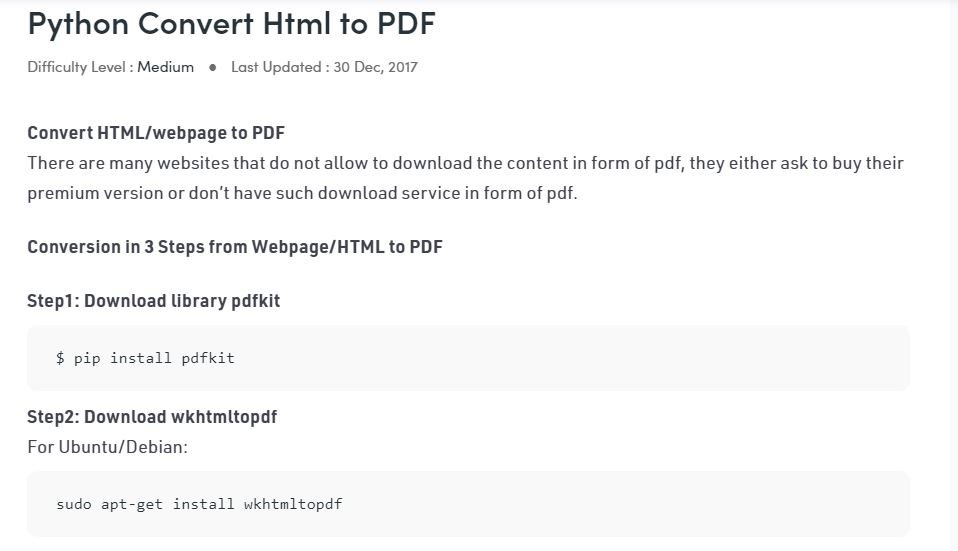 Python Convert Html to PDF
Difficulty Level : Medium ● Last Updated : 30 Dec, 2017
Convert HTML/webpage to PDF
There are many websites that do not allow to download the content in form of pdf, they either ask to buy their
premium version or don’t have such download service in form of pdf.
Conversion in 3 Steps from Webpage/HTML to PDF
Step1: Download library pdfkit
$ pip install pdfkit
Step2: Download wkhtmltopdf
For Ubuntu/Debian:
sudo apt-get install wkhtmltopdf